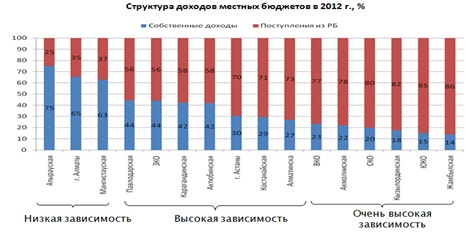 Структура доходов местных бюджетов в 2012 г., %
Собственные доходы Поступления из РБ
100
90
80
70
60
50
40
30
20
10
0
25 35 37 56 56 58 58 70 71 73 77 78 80 82 85 86
75 65 63 44 44 42 42 30 29 27 23 22 20 18 15 14
Атырауская
г. Алматы
Мангистауская
Павлодарская
ЗКО
Карагандинская
Актюбинская
г. Астаны
Костанайская
Алматинска
ВКО
Акмолинская
СКО
Кызылординская
ЮКО
Жамбылская
Низкая зависимость Высокая зависимость Очень высокая
зависимость